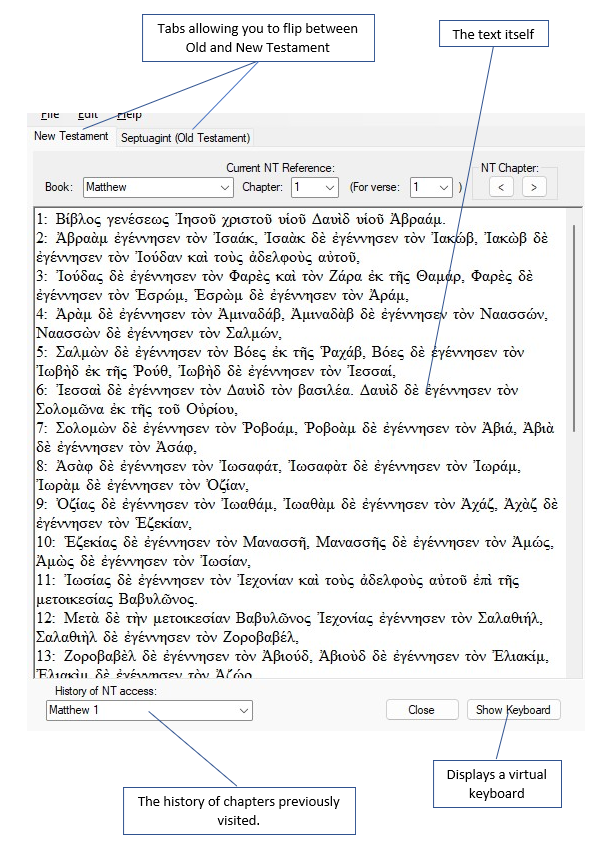 Tabs allowing you to flip between
Old and New Testament
The text itself
File Edit Help
New Testament Septuagint (Old Testament)
Current NT Reference:
NT Chapter:
Book: Matthew Chapter: 1 (For verse: 1 ) < >
1: Βίβλος γενέσεως Ἰησοῦ χριστοῦ υἱοῦ Δαυὶδ υἱοῦ Ἀβραάμ.
2: Ἀβραὰμ ἐγέννησεν τὸν Ἰσαάκ, Ἰσαὰκ δὲ ἐγέννησεν τὸν Ἰακώβ, Ἰακὼβ δὲ
ἐγέννησεν τὸν Ἰούδαν καὶ τοὺς ἀδελφοὺς αὐτοῦ,
3: Ἰούδας δὲ ἐγέννησεν τὸν Φαρὲς καὶ τὸν Ζάρα ἐκ τῆς Θαμάρ, Φαρὲς δὲ
ἐγέννησεν τὸν Ἑσρώμ, Ἑσρὼμ δὲ ἐγέννησεν τὸν Ἀράμ,
4: Ἀρὰμ δὲ ἐγέννησεν τὸν Ἀμιναδάβ, Ἀμιναδὰβ δὲ ἐγέννησεν τὸν Ναασσών,
Ναασσὼν δὲ ἐγέννησεν τὸν Σαλμών,
5: Σαλμὼν δὲ ἐγέννησεν τὸν Βόες ἐκ τῆς Ῥαχάβ, Βόες δὲ ἐγέννησεν τὸν
Ἰωβὴδ ἐκ τῆς Ῥούθ, Ἰωβὴδ δὲ ἐγέννησεν τὸν Ἰεσσαί,
6: Ἰεσσαὶ δὲ ἐγέννησεν τὸν Δαυὶδ τὸν βασιλέα. Δαυὶδ δὲ ἐγέννησεν τὸν
Σολομῶνα ἐκ τῆς τοῦ Οὐρίου,
7: Σολομὼν δὲ ἐγέννησεν τὸν Ῥοβοάμ, Ῥοβοὰμ δὲ ἐγέννησεν τὸν Ἀβιά, Ἀβιὰ
δὲ ἐγέννησεν τὸν Ἀσάφ,
8: Ἀσὰφ δὲ ἐγέννησεν τὸν Ἰωσαφάτ, Ἰωσαφὰτ δὲ ἐγέννησεν τὸν Ἰωράμ,
Ἰωρὰμ δὲ ἐγέννησεν τὸν Ὀζίαν,
9: Ὀζίας δὲ ἐγέννησεν τὸν Ἰωαθάμ, Ἰωαθὰμ δὲ ἐγέννησεν τὸν Ἀχάζ, Ἀχὰζ δὲ
ἐγέννησεν τὸν Ἑζεκίαν,
10: Ἑζεκίας δὲ ἐγέννησεν τὸν Μανασσῆ, Μανασσῆς δὲ ἐγέννησεν τὸν Ἀμώς,
Ἀμὼς δὲ ἐγέννησεν τὸν Ἰωσίαν,
11: Ἰωσίας δὲ ἐγέννησεν τὸν Ἰεχονίαν καὶ τοὺς ἀδελφοὺς αὐτοῦ ἐπὶ τῆς
μετοικεσίας Βαβυλῶνος.
12: Μετὰ δὲ τὴν μετοικεσίαν Βαβυλῶνος Ἰεχονίας ἐγέννησεν τὸν Σαλαθιήλ,
Σαλαθιὴλ δὲ ἐγέννησεν τὸν Ζοροβαβέλ,
13: Ζοροβαβὲλ δὲ ἐγέννησεν τὸν Ἀβιούδ, Ἀβιοὺδ δὲ ἐγέννησεν τὸν Ἐλιακίμ,
Ἐλιακὶμ δὲ ἐγέννησεν τὸν Ἀζώρ
History of NT access:
Matthew 1 Close Show Keyboard
Displays a virtual
keyboard
The history of chapters previously
visited.